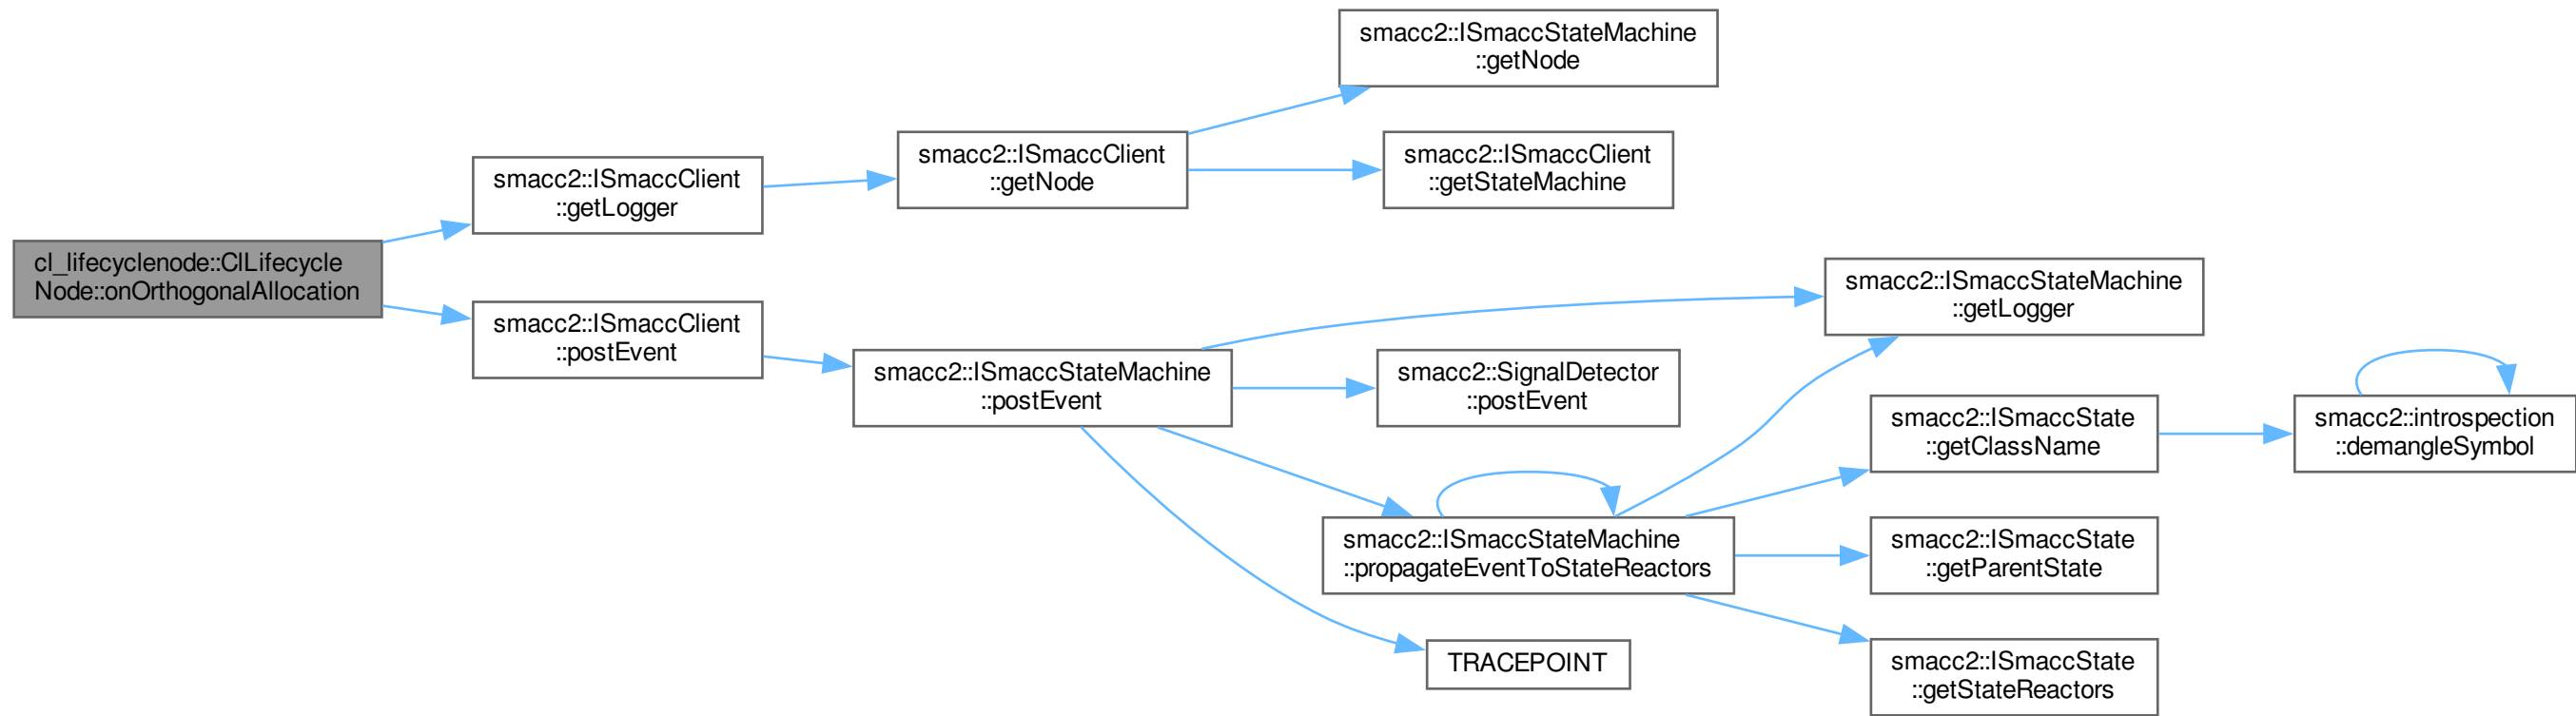 smacc2::ISmaccStateMachine
::getNode
smacc2::ISmaccClient
::getNode
smacc2::ISmaccClient
::getStateMachine
smacc2::ISmaccClient
::getLogger
cl_lifecyclenode::ClLifecycle
Node::onOrthogonalAllocation
smacc2::ISmaccClient
::postEvent
smacc2::ISmaccStateMachine
::getLogger
smacc2::ISmaccStateMachine
::postEvent
smacc2::SignalDetector
::postEvent
smacc2::ISmaccState
::getClassName
smacc2::introspection
::demangleSymbol
smacc2::ISmaccStateMachine
::propagateEventToStateReactors
smacc2::ISmaccState
::getParentState
TRACEPOINT
smacc2::ISmaccState
::getStateReactors